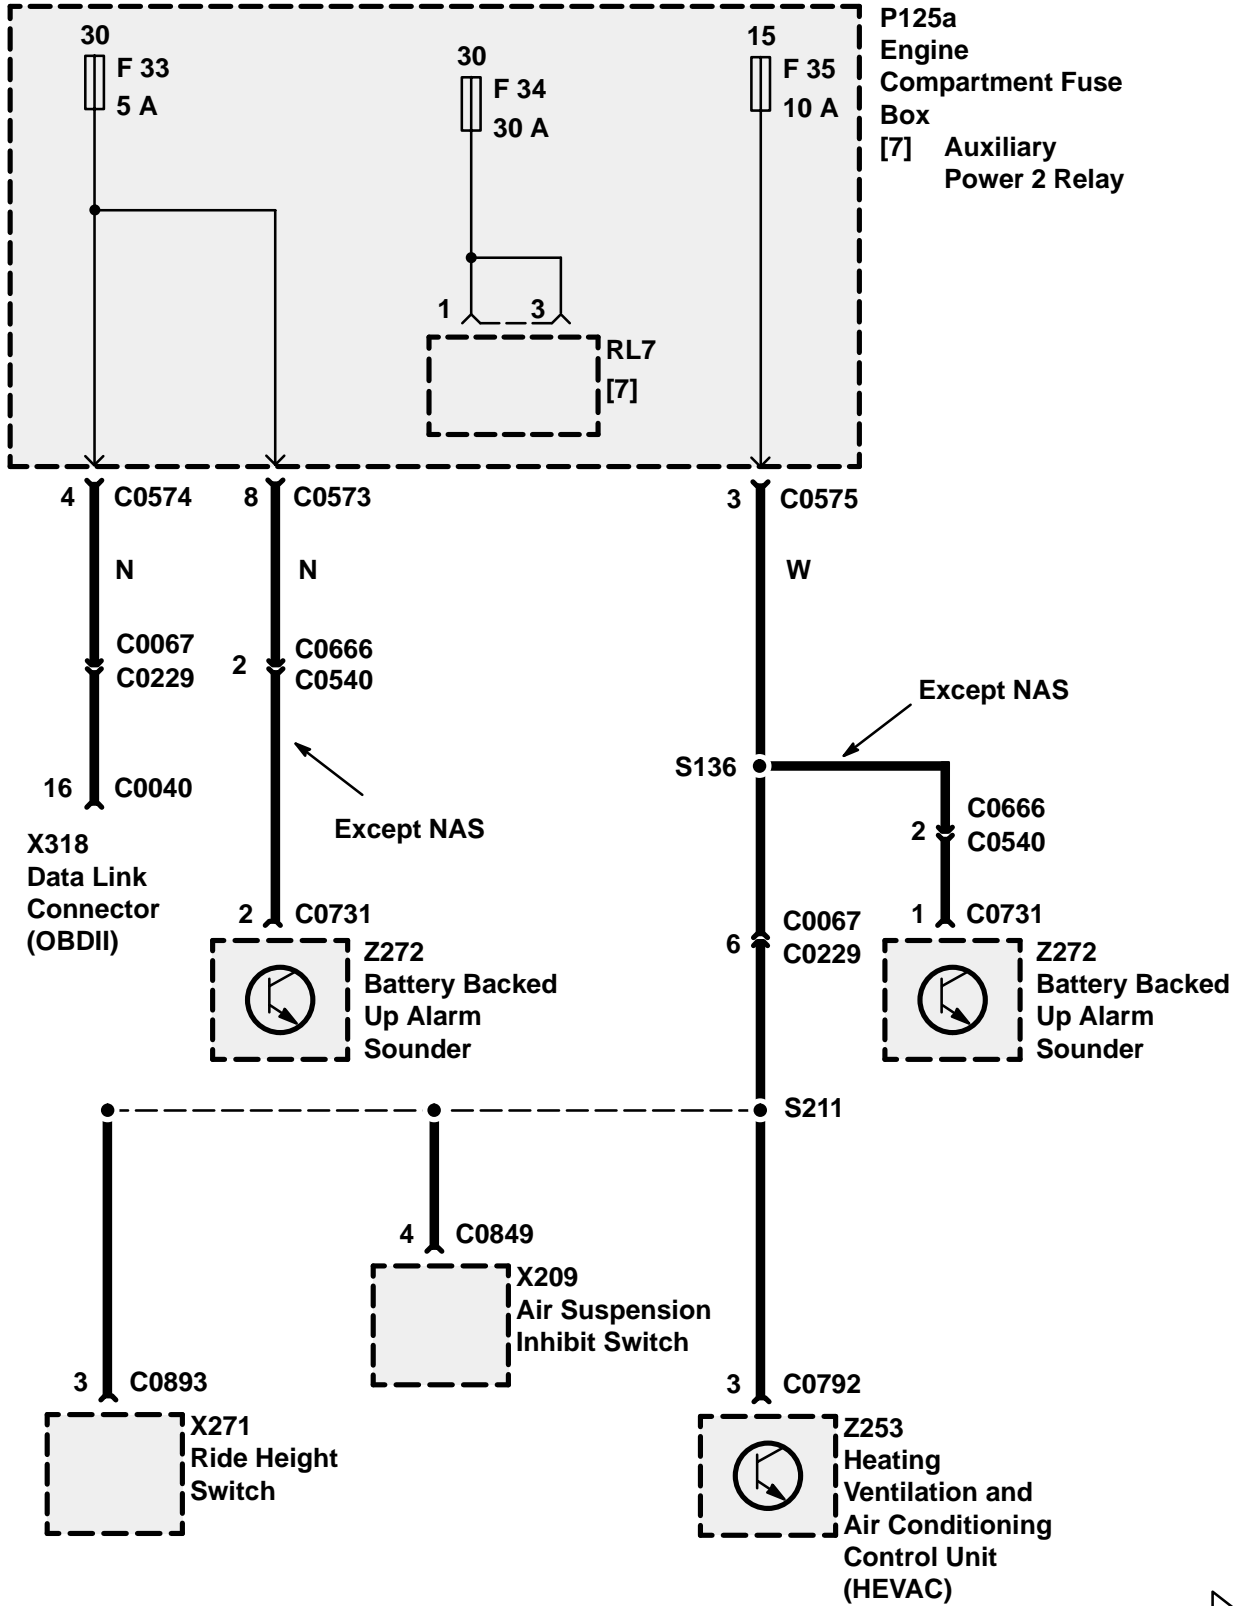 P125a
Engine
Compartment Fuse
Box
[7] Auxiliary
Power 2 Relay
30
F 33
5 A
30
F 34
30 A
15
F 35
10 A
1 3
RL7
[7]
4 C0574
8 C0573
3 C0575
N
N
W
C0067
C0229
2
C0666
C0540
Except NAS
S136
16 C0040
X318
Data Link
Connector
(OBDII)
Except NAS
2
C0666
C0540
2 C0731
Z272
Battery Backed
Up Alarm
Sounder
6
C0067
C0229
1 C0731
Z272
Battery Backed
Up Alarm
Sounder
S211
4 C0849
X209
Air Suspension
Inhibit Switch
3 C0893
X271
Ride Height
Switch
3 C0792
Z253
Heating
Ventilation and
Air Conditioning
Control Unit
(HEVAC)